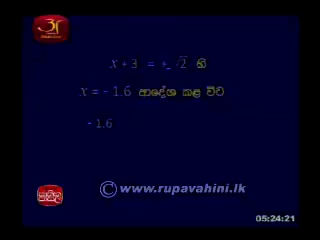 x + 3 = +_ √2 හි
x = - 1.6 ආදේශ කළ විට
- 1.6
© www.rupavahini.lk
05:24:21